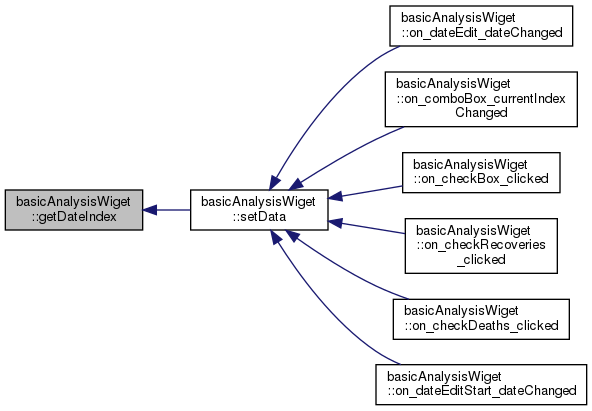 basicAnalysisWiget
::getDateIndex
basicAnalysisWiget
::setData
basicAnalysisWiget
::on_dateEdit_dateChanged
basicAnalysisWiget
::on_comboBox_currentIndex
Changed
basicAnalysisWiget
::on_checkBox_clicked
basicAnalysisWiget
::on_checkRecoveries
_clicked
basicAnalysisWiget
::on_checkDeaths_clicked
basicAnalysisWiget
::on_dateEditStart_dateChanged